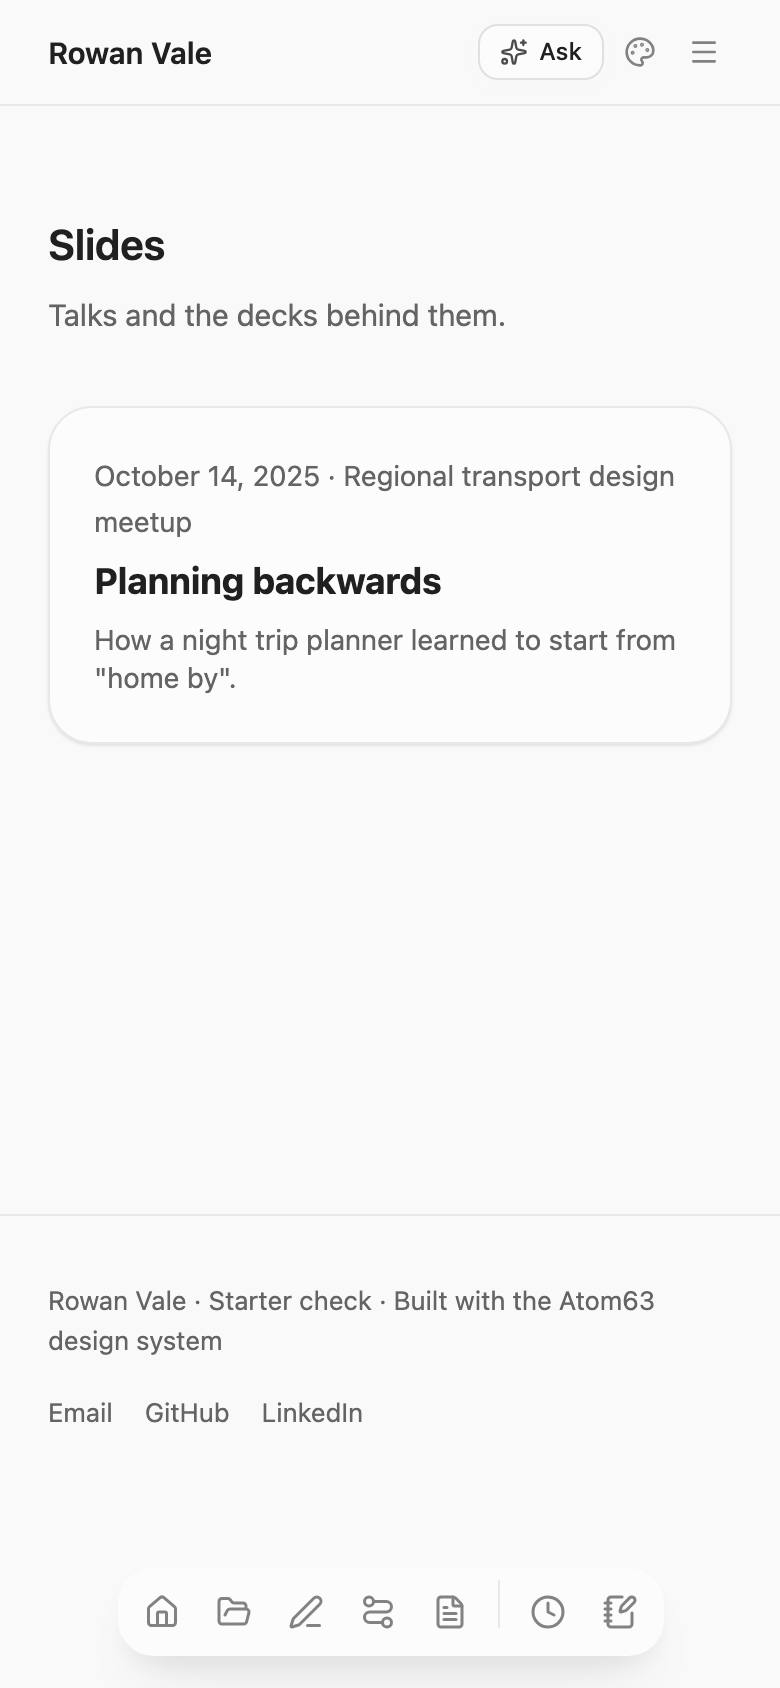 Rowan Vale
Ask
Slides
Talks and the decks behind them.
October 14, 2025 · Regional transport design
meetup
Planning backwards
How a night trip planner learned to start from
"home by".
Rowan Vale · Starter check · Built with the Atom63
design system
Email GitHub LinkedIn